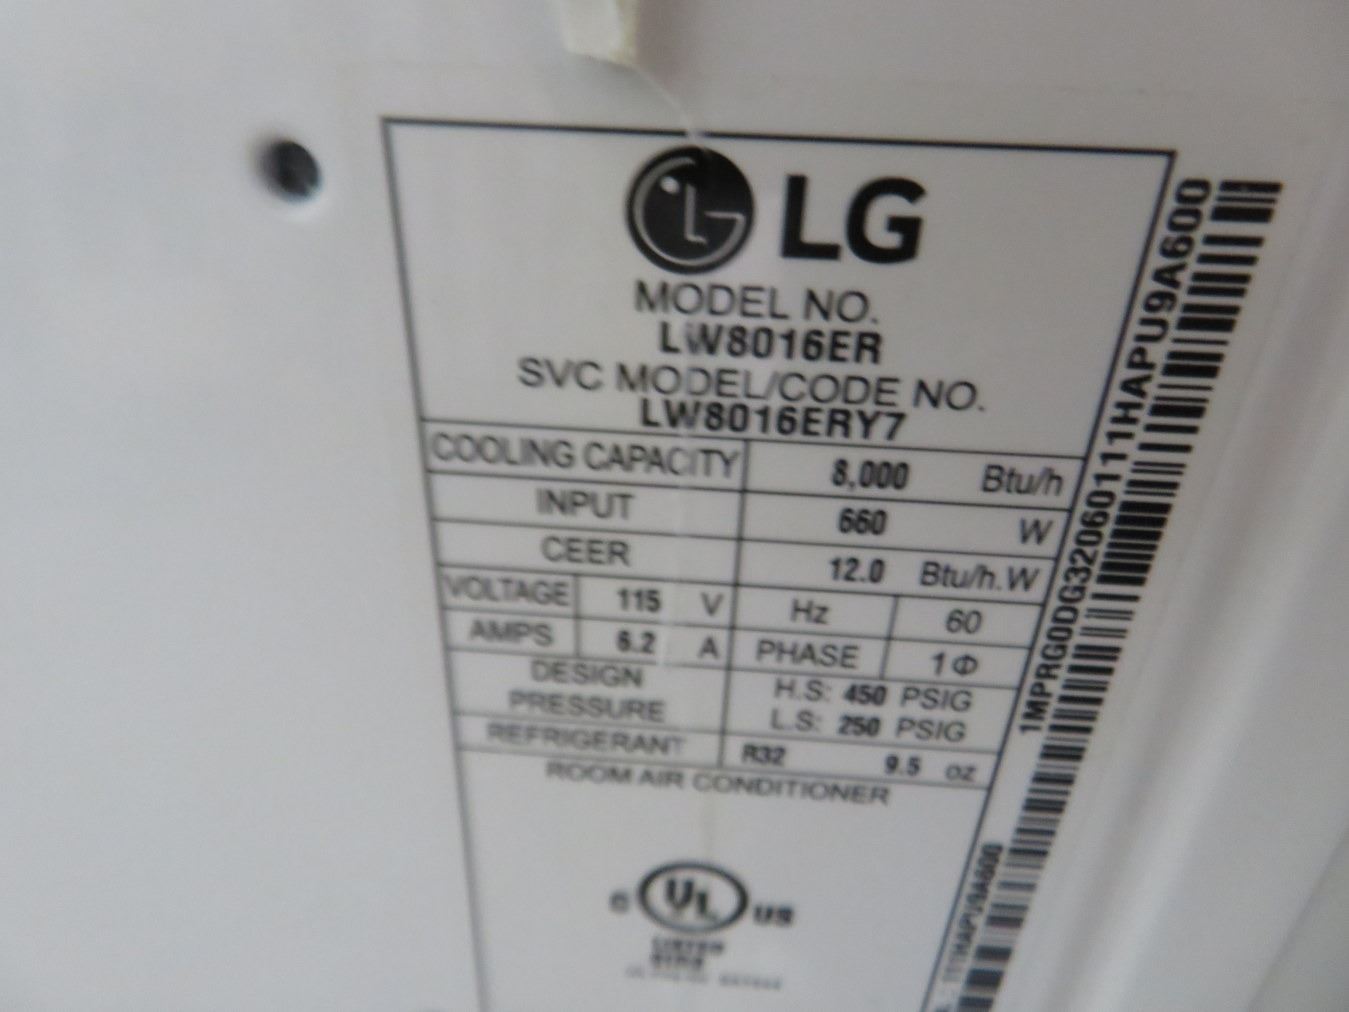 LG
MODEL NO.
LW8016ER
SVC MODEL/CODE NO.
LW8016ERY7
COOLING CAPACITY 8,000 Btu/h
INPUT 660 W
CEER 12.0 Btu/h.W
VOLTAGE 115 V Hz 60
AMPS 6.2 A PHASE 1Φ
DESIGN PRESSURE H.S: 450 PSIG
L.S: 250 PSIG
REFRIGERANT R32 9.5 oz
ROOM AIR CONDITIONER
C UL US
LISTED
1MPRG0DG32060111HAPU9A600
111HAPU9A600